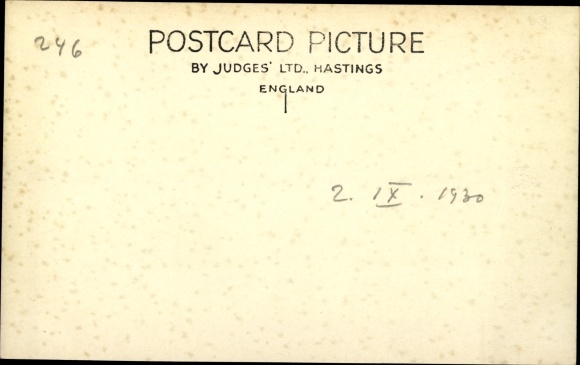 246
POSTCARD PICTURE
BY JUDGES' LTD., HASTINGS
ENGLAND
2. IX. 1930